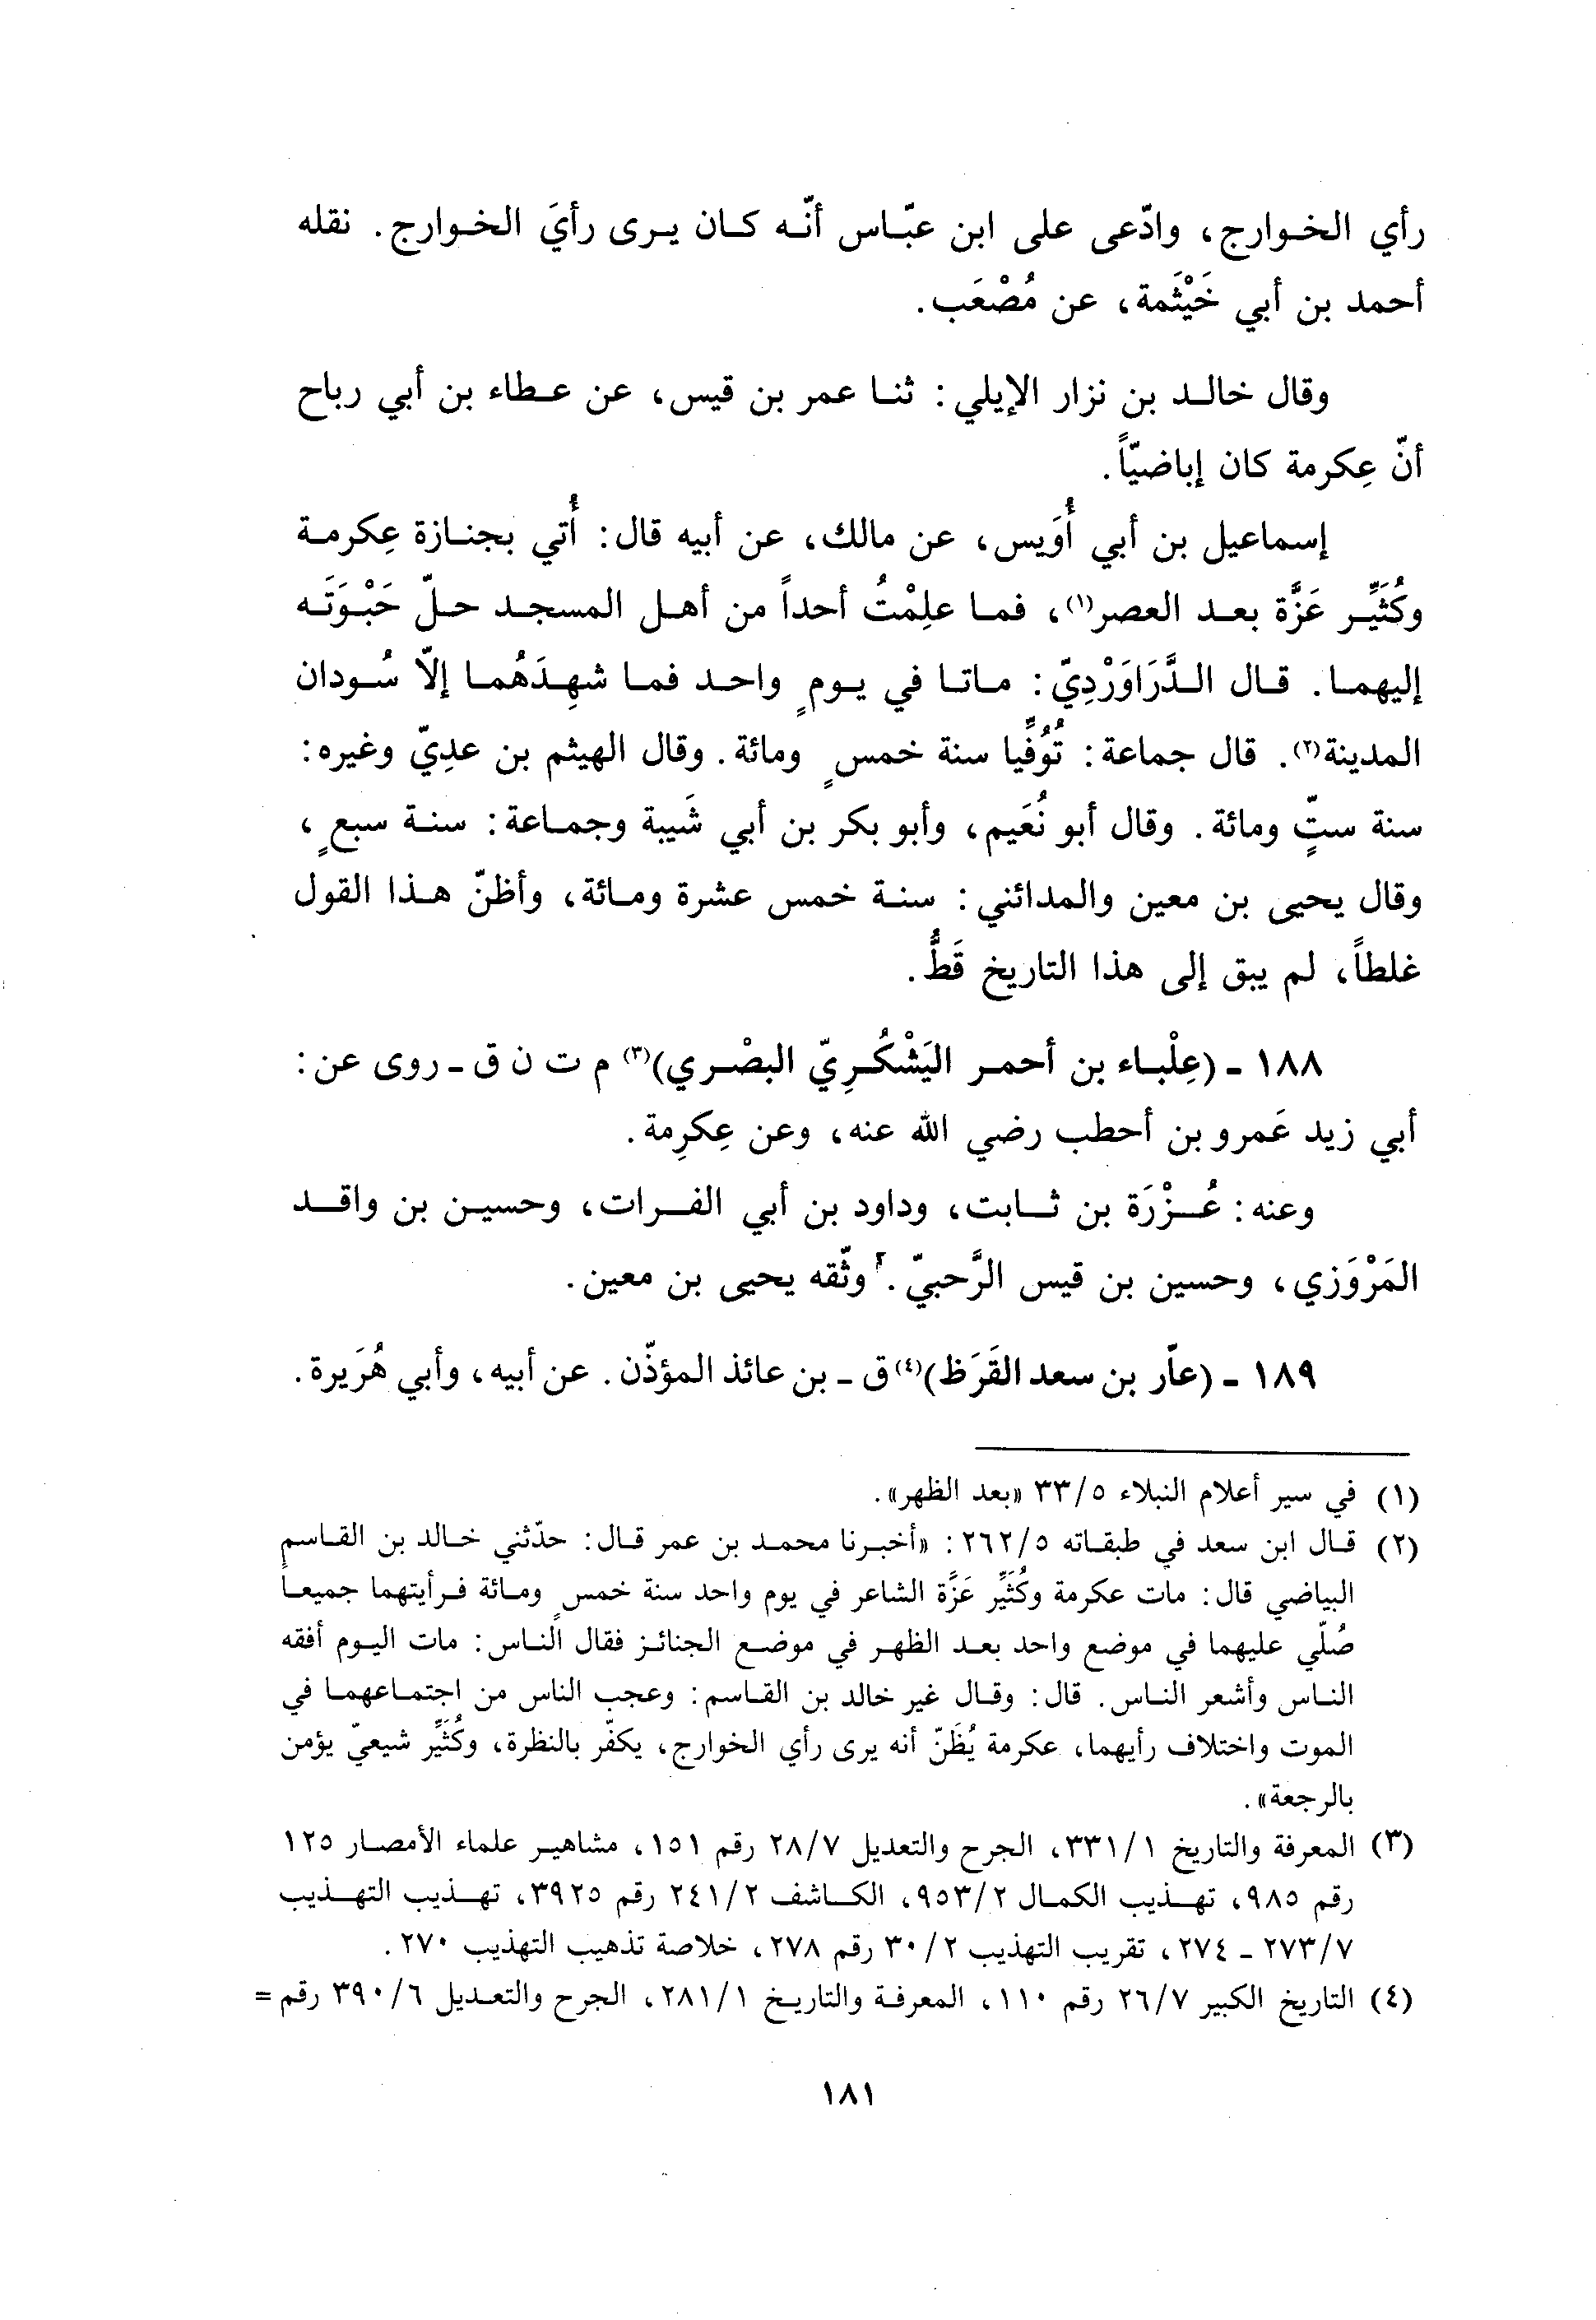 رأي الخوارج، وادّعى على ابن عبّاس أنّه كان يرى رأيَ الخوارج. نقله
أحمد بن أبي خَيْثَمة، عن مُصْعَب.
وقال خالد بن نزار الإيلي: ثنا عمر بن قيس، عن عطاء بن أبي رباح
أنّ عِكرمة كان إباضيّاً.
إسماعيل بن أبي أُوَيس، عن مالك، عن أبيه قال: أُتي بجنازة عِكرمة
وكُثَيِّر عَزَّة بعد العصر(١)، فما علِمْتُ أحداً من أهل المسجد حلّ حَبْوَتَه
إليهما. قال الدَّرَاوَرْدِيّ: ماتا في يومٍ واحد فما شهِدَهُما إلّا سُودان
المدينة(٢). قال جماعة: تُوُفِّيا سنة خمسٍ ومائة. وقال الهيثم بن عدِيّ وغيره:
سنة ستٍّ ومائة. وقال أبو نُعَيم، وأبو بكر بن أبي شَيبة وجماعة: سنة سبعٍ،
وقال يحيى بن معين والمدائني: سنة خمس عشرة ومائة، وأظنّ هذا القول
غلطاً، لم يبق إلى هذا التاريخ قَطُّ.
١٨٨ - (عِلْباء بن أحمر اليَشْكُرِيّ البصْري)(٣) م ت ن ق - روى عن:
أبي زيد عَمرو بن أحطب رضي الله عنه، وعن عِكرِمة.
وعنه: عُزْرَة بن ثابت، وداود بن أبي الفرات، وحسين بن واقد
المَرْوَزي، وحسين بن قيس الرَّحبيّ. وثّقه يحيى بن معين.
١٨٩ - (عمّار بن سعد القَرَظ)(٤) ق - بن عائذ المؤذّن. عن أبيه، وأبي هُرَيرة.
(١) في سير أعلام النبلاء ٣٣/٥ «بعد الظهر».
(٢) قال ابن سعد في طبقاته ٢٦٢/٥: «أخبرنا محمد بن عمر قال: حدّثني خالد بن القاسم
البياضي قال: مات عكرمة وكُثَيِّر عَزَّة الشاعر في يوم واحد سنة خمسٍ ومائة فرأيتهما جميعاً
صُلّي عليهما في موضع واحد بعد الظهر في موضع الجنائز فقال الناس: مات اليوم أفقه
الناس وأشعر الناس. قال: وقال غير خالد بن القاسم: وعجب الناس من اجتماعهما في
الموت واختلاف رأيهما، عكرمة يُظَنّ أنه يرى رأي الخوارج، يكفّر بالنظرة، وكُثَيِّر شيعيّ يؤمن
بالرجعة».
(٣) المعرفة والتاريخ ٣٣١/١، الجرح والتعديل ٢٨/٧ رقم ١٥١، مشاهير علماء الأمصار ١٢٥
رقم ٩٨٥، تهذيب الكمال ٩٥٣/٢، الكاشف ٢٤١/٢ رقم ٣٩٢٥، تهذيب التهذيب
٢٧٣/٧ - ٢٧٤، تقريب التهذيب ٣٠/٢ رقم ٢٧٨، خلاصة تذهيب التهذيب ٢٧٠.
(٤) التاريخ الكبير ٢٦/٧ رقم ١١٠، المعرفة والتاريخ ٢٨١/١، الجرح والتعديل ٣٩٠/٦ رقم =
١٨١